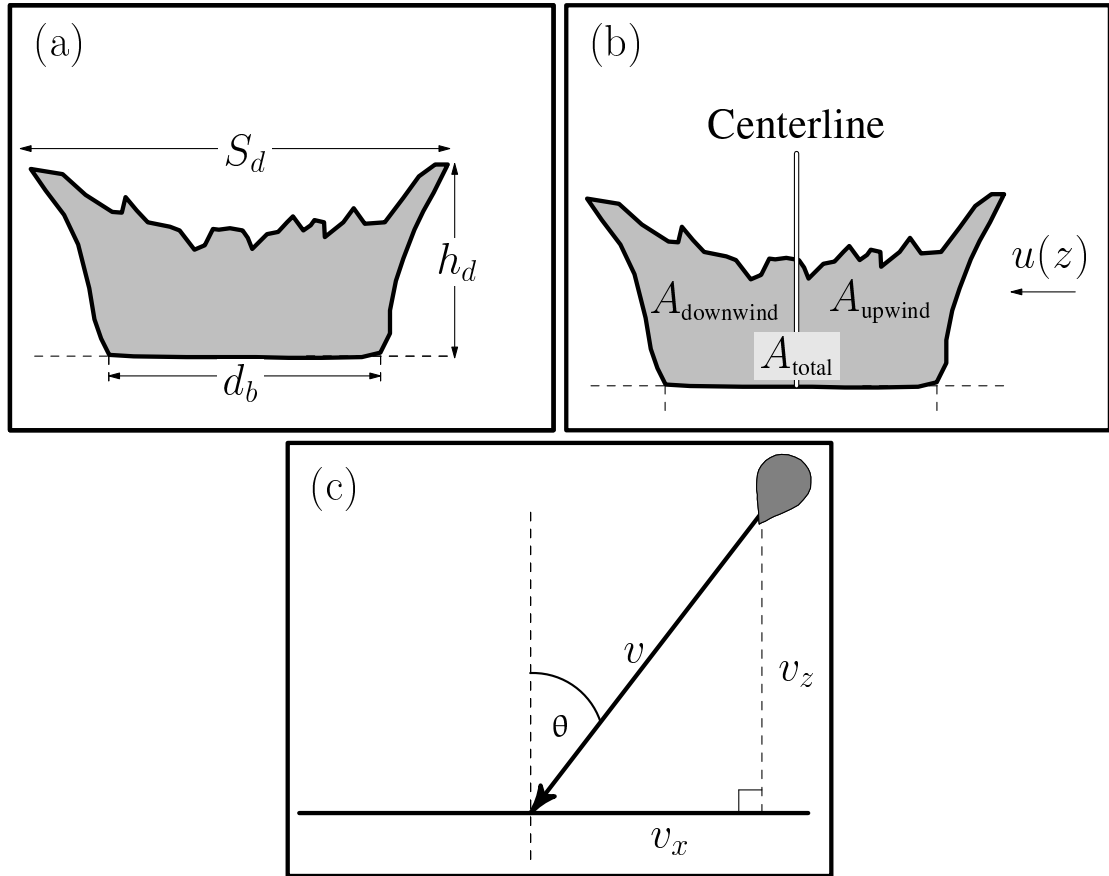 (a)
S_d
h_d
d_b
(b)
Centerline
u(z)
A_downwind
A_upwind
A_total
(c)
v
v_z
θ
v_x